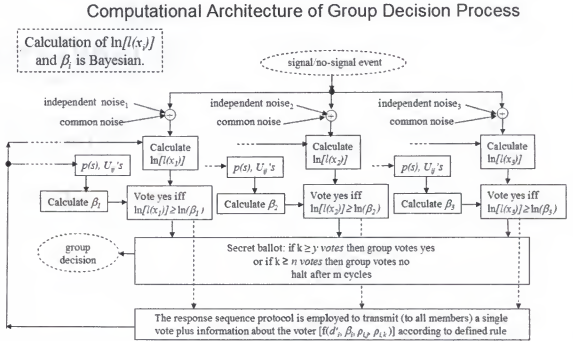 Computational Architecture of Group Decision Process
Calculation of ln[l(xᵢ)]
and βᵢ is Bayesian.
signal/no-signal event
independent noise₁
common noise
independent noise₂
common noise
independent noise₃
common noise
Calculate
ln[l(x₁)]
Calculate
ln[l(x₂)]
Calculate
ln[l(x₃)]
p(s), Uᵢⱼ's
p(s), Uᵢⱼ's
p(s), Uᵢⱼ's
Calculate β₁
Vote yes iff
ln[l(x₁)]≥ln(β₁)
Calculate β₂
Vote yes iff
ln[l(x₂)]≥ln(β₂)
Calculate β₃
Vote yes iff
ln[l(x₃)]≥ln(β₃)
group
decision
Secret ballot: if k ≥ y votes then group votes yes
or if k ≥ n votes then group votes no
halt after m cycles
The response sequence protocol is employed to transmit (to all members) a single
vote plus information about the voter [f(d'ᵢ, βᵢ, ρᵢ,ⱼ, ρᵢ,ₖ)] according to defined rule